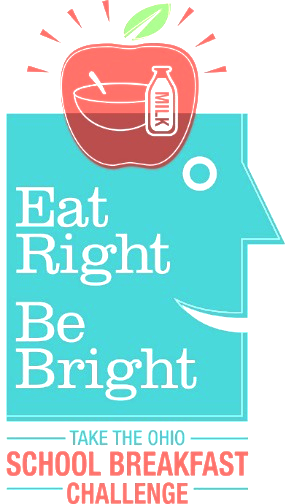 MILK
Eat
Right
Be
Bright
TAKE THE OHIO
SCHOOL BREAKFAST
CHALLENGE